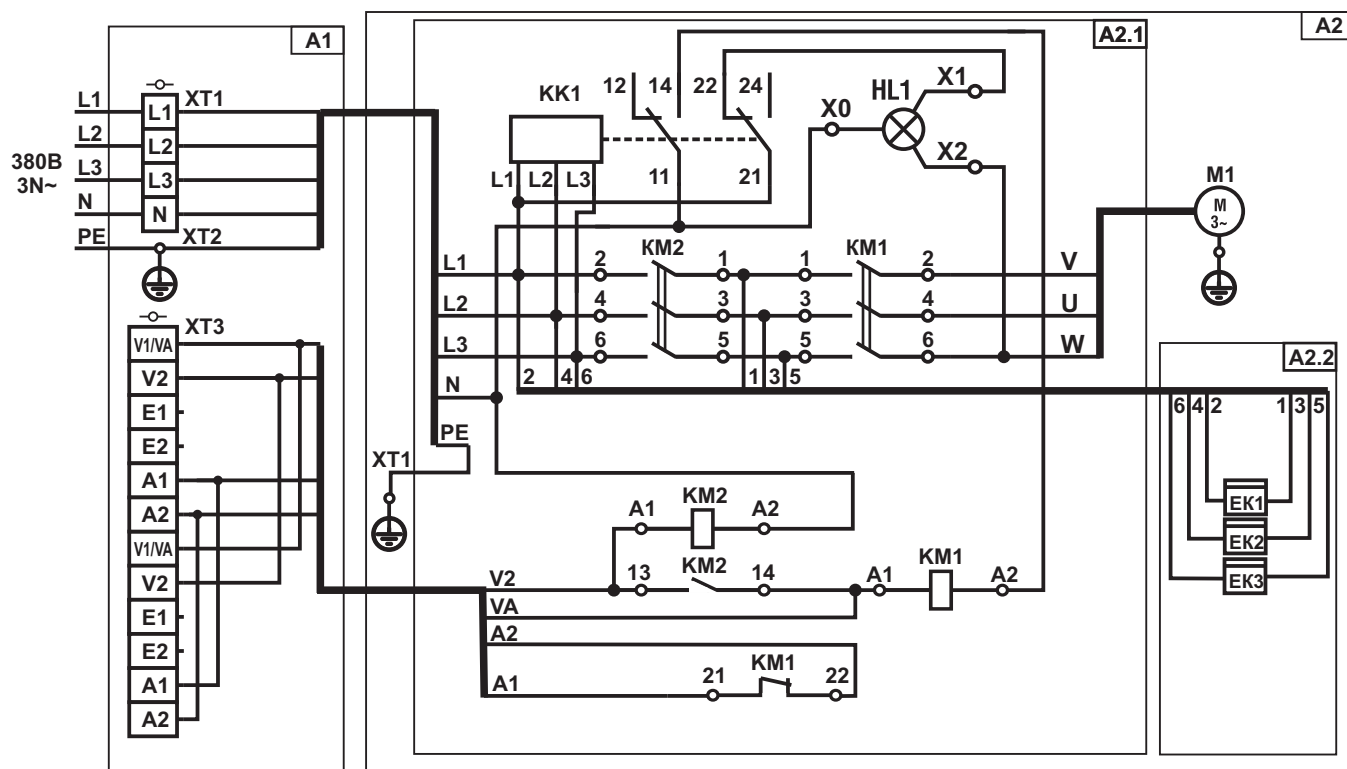 A1
A2.1
A2
L1
L1
XT1
L2
L2
380В
3N~
L3
L3
N
N
PE
XT2
XT3
V1/VA
V2
E1
E2
A1
A2
V1/VA
V2
E1
E2
A1
A2
12 14 22 24
KK1
L1 L2 L3
11 21
X0
HL1
X1
X2
M1
M
3~
L1
2
KM2
1
1
KM1
2
V
L2
4
3
3
4
U
L3
6
5
5
6
W
N
2 4 6
1 3 5
PE
XT1
A2.2
6 4 2
1 3 5
EK1
EK2
EK3
A1
KM2
A2
V2
13
KM2
14
A1
KM1
A2
VA
A2
A1
21
KM1
22